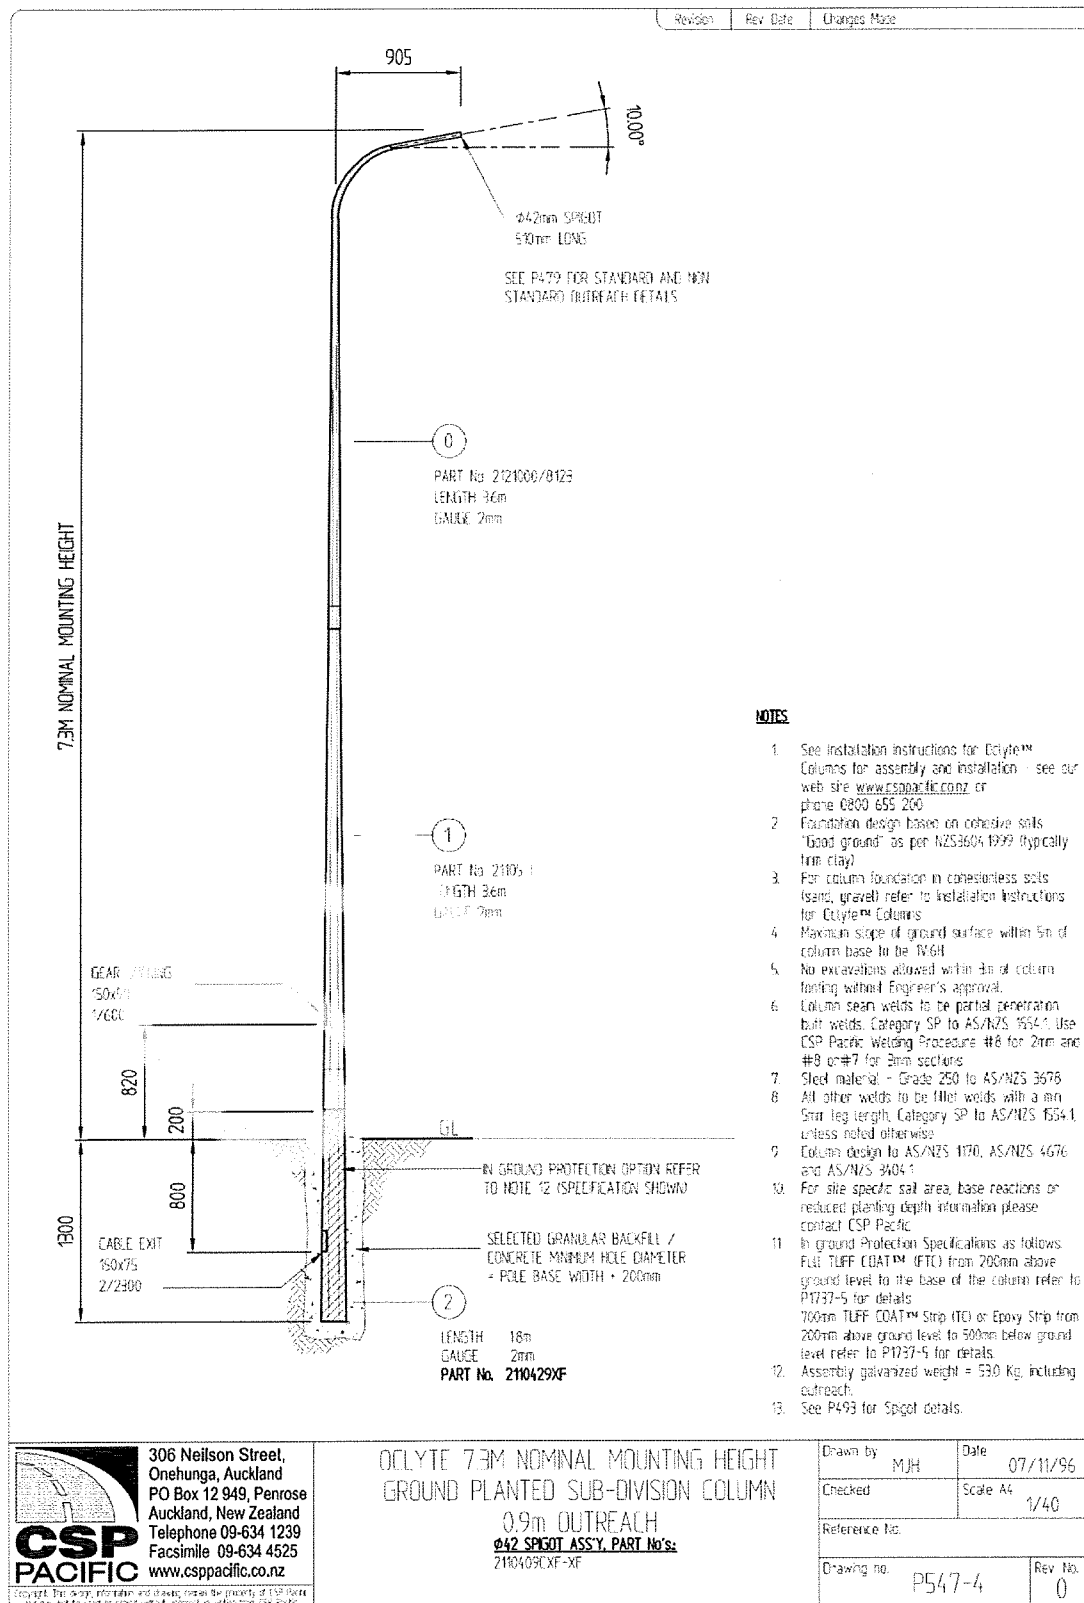 Revision
Rev Date
Changes Made
905
10.00°
ø42mm SPIGOT
510mm LONG
SEE P479 FOR STANDARD AND NON
STANDARD OUTREACH DETAILS
7.3M NOMINAL MOUNTING HEIGHT
0
PART No 2121000/8123
LENGTH 3.6m
GAUGE 2mm
1
PART No
LENGTH 3.6m
2mm
GEAR
820
200
GL
1300
800
IN GROUND PROTECTION OPTION REFER
TO NOTE 12 (SPECIFICATION SHOWN)
CABLE EXIT
150x75
2/2300
SELECTED GRANULAR BACKFILL /
CONCRETE MINIMUM HOLE DIAMETER
= POLE BASE WIDTH + 200mm
2
LENGTH 1.8m
GAUGE 2mm
PART No. 2110429XF
NOTES
1. See installation instructions for Oclyte™
Columns for assembly and installation - see our
web site www.csppacific.co.nz or
phone 0800 655 200
2 Foundation design based on cohesive soils
"Good ground" as per NZS3604:1999 (typically
firm clay)
3. For column foundation in cohesionless soils
(sand, gravel) refer to Installation Instructions
for Oclyte™ Columns
4 Maximum slope of ground surface within 5m of
column base to be 1V:6H
5. No excavations allowed within 3m of column
footing without Engineer's approval.
6 Column seam welds to be partial penetration
butt welds. Category SP to AS/NZS 1554.1. Use
CSP Pacific Welding Procedure #8 for 2mm and
#8 or #7 for 3mm sections
7. Steel material - Grade 250 to AS/NZS 3678
8 All other welds to be fillet welds with a min
5mm leg length, Category SP to AS/NZS 1554.1,
unless noted otherwise
9 Column design to AS/NZS 1170, AS/NZS 4676
and AS/NZS 3404:1
10. For site specific soil area, base reactions or
reduced planting depth information please
contact CSP Pacific
11 In ground Protection Specifications as follows
Full TUFF COAT™ (FTC) from 200mm above
ground level to the base of the column refer to
P1737-5 for details
700mm TUFF COAT™ Strip (TC) or Epoxy Strip from
200mm above ground level to 500mm below ground
level refer to P1737-5 for details.
12. Assembly galvanized weight = 59.0 Kg, including
outreach.
13. See P493 for Spigot details.
CSP
PACIFIC
306 Neilson Street,
Onehunga, Auckland
PO Box 12 949, Penrose
Auckland, New Zealand
Telephone 09-634 1239
Facsimile 09-634 4525
www.csppacific.co.nz
OCLYTE 7.3M NOMINAL MOUNTING HEIGHT
GROUND PLANTED SUB-DIVISION COLUMN
0.9m OUTREACH
ø42 SPIGOT ASS'Y, PART No's:
2110409CXF-XF
Drawn by
MJH
Date
07/11/96
Checked
Scale A4
1/40
Reference No.
Drawing no.
P547-4
Rev No.
0